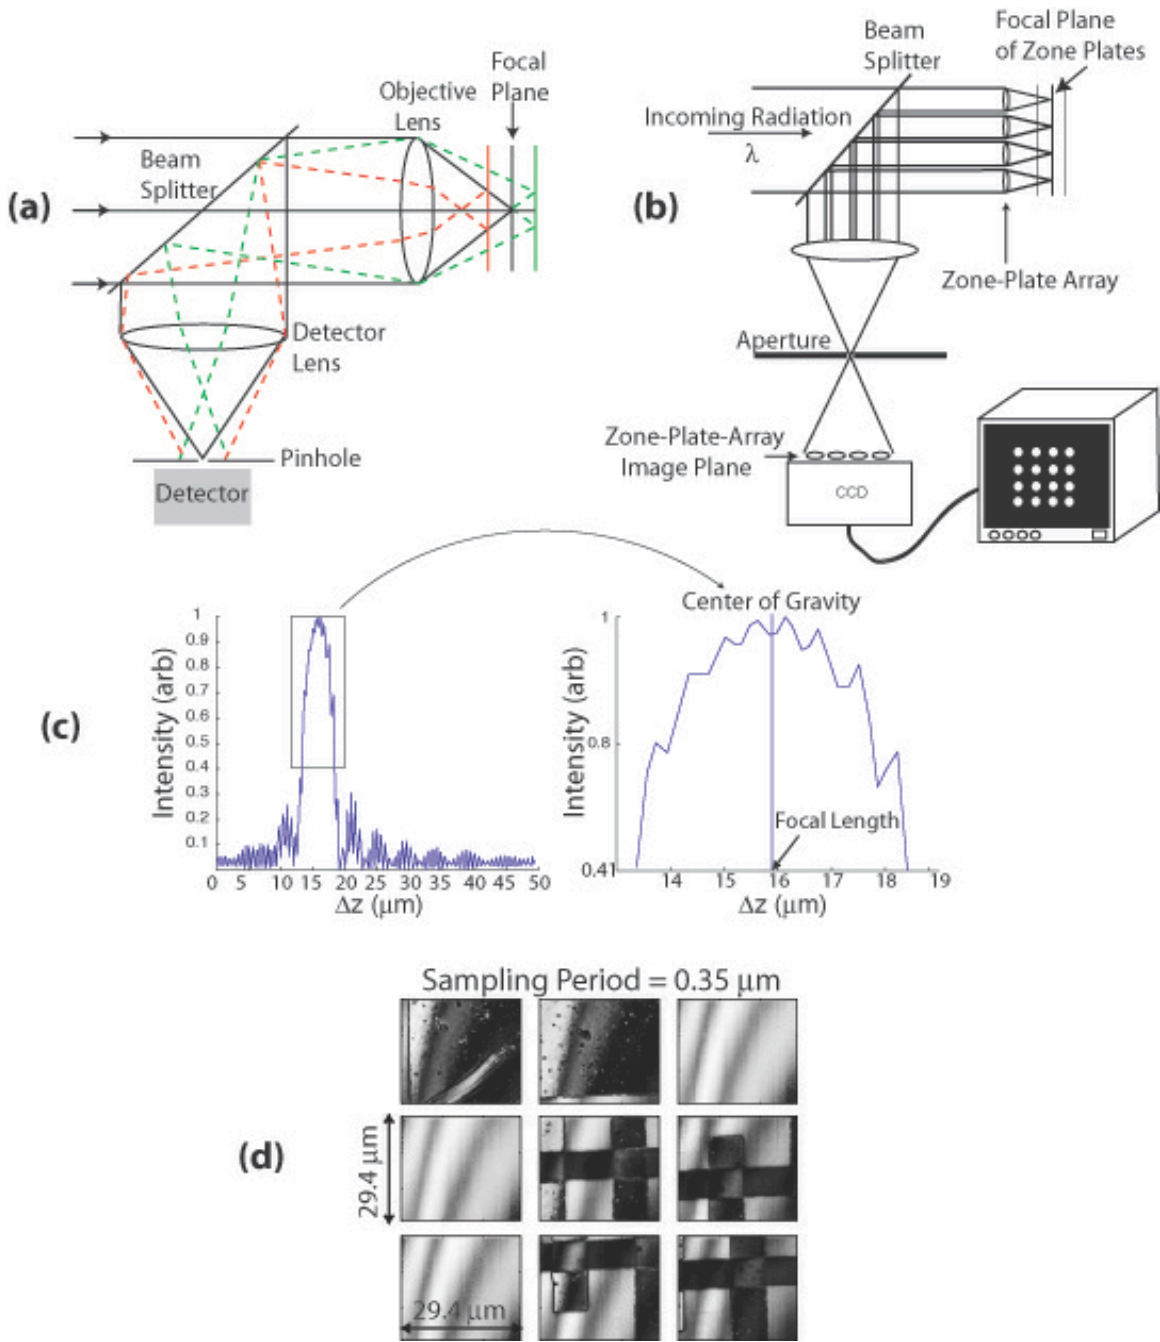 (a)
Beam
Splitter
Objective
Lens
Focal
Plane
Detector
Lens
Pinhole
Detector
(b)
Beam
Splitter
Focal Plane
of Zone Plates
Incoming Radiation
λ
Zone-Plate Array
Aperture
Zone-Plate-Array
Image Plane
CCD
(c)
Intensity (arb)
1
0.9
0.8
0.7
0.6
0.5
0.4
0.3
0.2
0.1
0 5 10 15 20 25 30 35 40 45 50
Δz (μm)
Center of Gravity
Intensity (arb)
1
0.8
0.41
Focal Length
14 15 16 17 18 19
Δz (μm)
(d)
Sampling Period = 0.35 μm
29.4 μm
29.4 μm